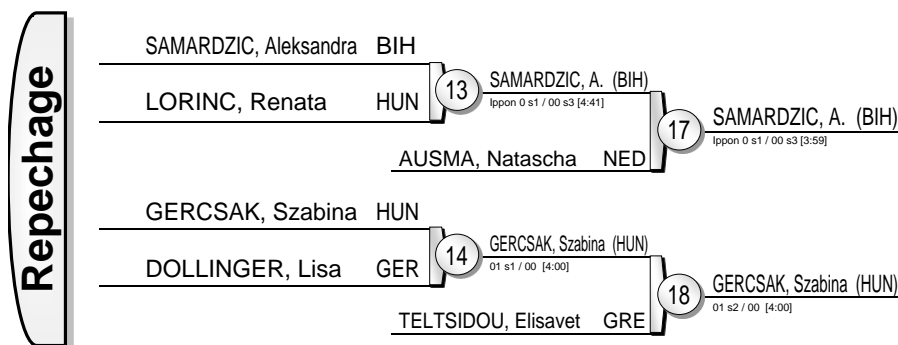 Repechage
SAMARDZIC, Aleksandra BIH
LORINC, Renata HUN
13
SAMARDZIC, A. (BIH)
Ippon 0 s1 / 00 s3 [4:41]
AUSMA, Natascha NED
17
SAMARDZIC, A. (BIH)
Ippon 0 s1 / 00 s3 [3:59]
GERCSAK, Szabina HUN
DOLLINGER, Lisa GER
14
GERCSAK, Szabina (HUN)
01 s1 / 00 [4:00]
TELTSIDOU, Elisavet GRE
18
GERCSAK, Szabina (HUN)
01 s2 / 00 [4:00]